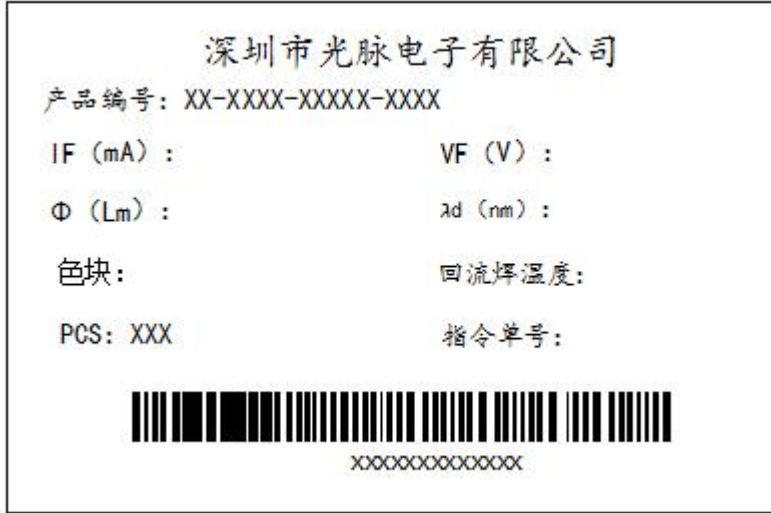 深圳市光脉电子有限公司
产品编号：XX-XXXX-XXXXX-XXXX
IF（mA）： VF（V）：
Φ（Lm）： λd（nm）：
色块： 回流焊温度：
PCS：XXX 指令单号：
XXXXXXXXXXXXX